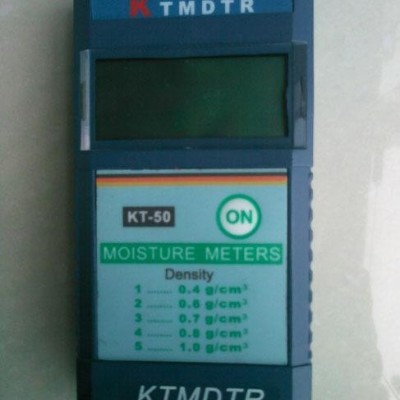 KTMDTR
KT-50 ON
MOISTURE METERS
Density
1 ........ 0.4 g/cm³
2 ........ 0.6 g/cm³
3 ........ 0.7 g/cm³
4 ........ 0.8 g/cm³
5 ........ 1.0 g/cm³
KTMDTR